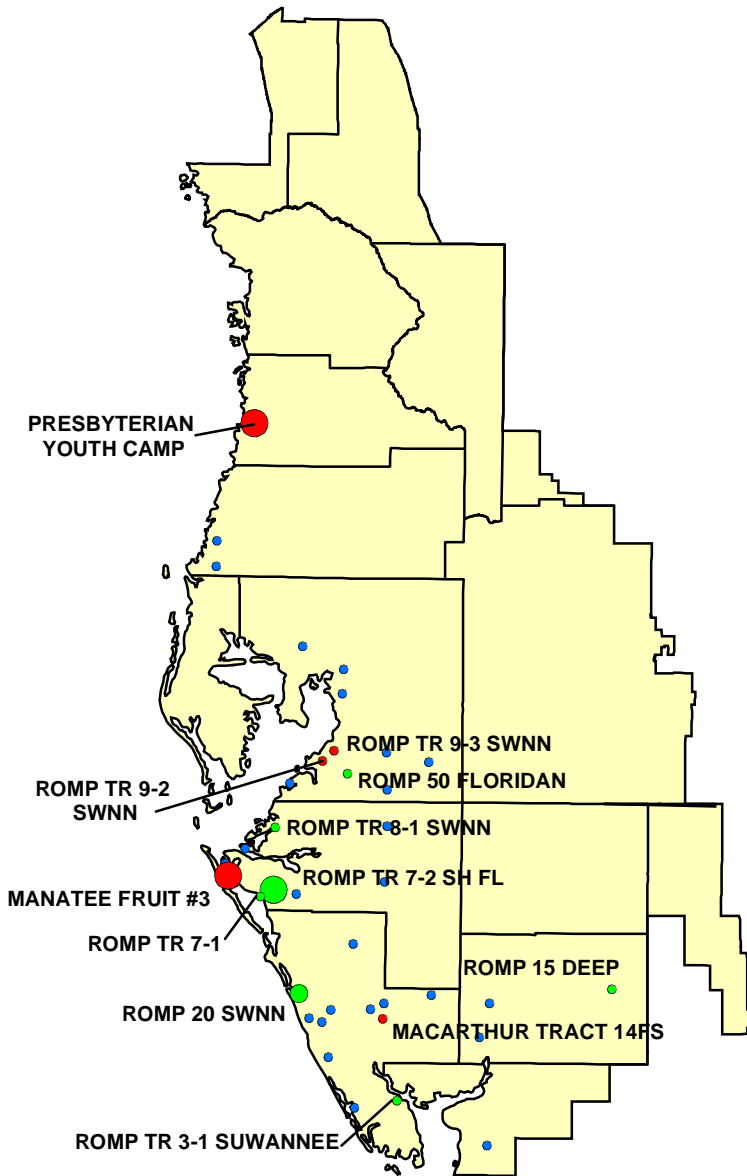 PRESBYTERIAN
YOUTH CAMP
ROMP TR 9-3 SWNN
ROMP TR 9-2
SWNN
ROMP 50 FLORIDAN
ROMP TR 8-1 SWNN
ROMP TR 7-2 SH FL
MANATEE FRUIT #3
ROMP TR 7-1
ROMP 15 DEEP
ROMP 20 SWNN
MACARTHUR TRACT 14FS
ROMP TR 3-1 SUWANNEE